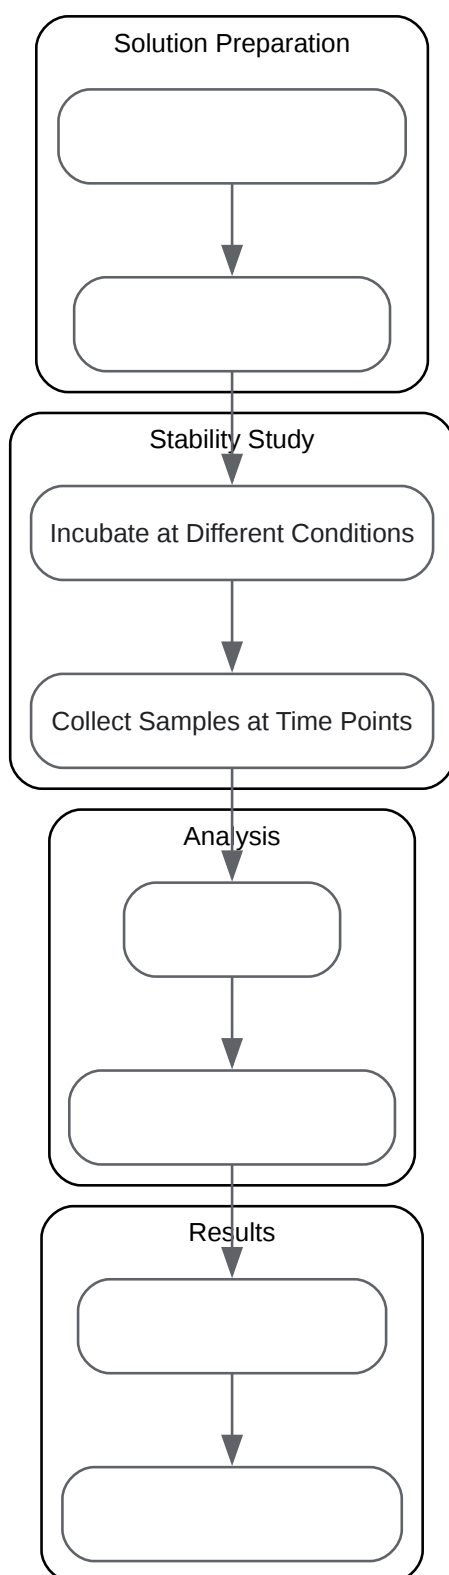 Solution Preparation
Stability Study
Incubate at Different Conditions
Collect Samples at Time Points
Analysis
Results